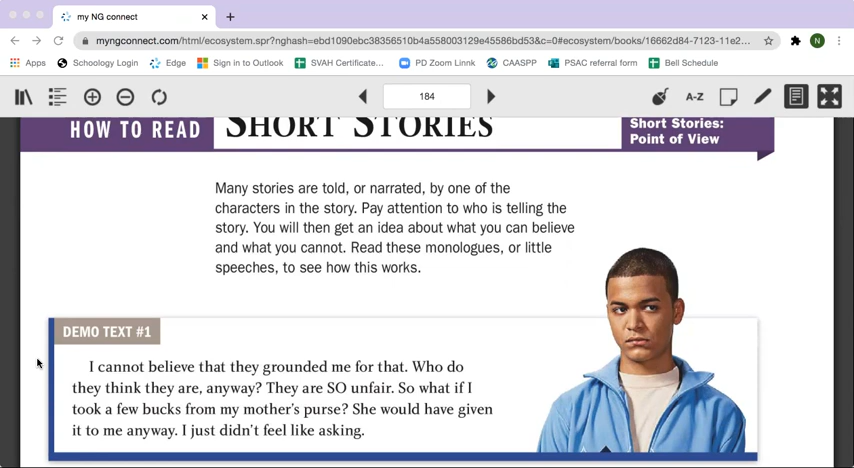 my NG connect
myngconnect.com/html/ecosystem.spr?nghash=ebd1090ebc38356510b4a558003129e45586bd53&c=0#ecosystem/books/16662d84-7123-11e2...
N
Apps Schoology Login Edge Sign in to Outlook SVAH Certificate... PD Zoom Linnk CAASPP PSAC referral form Bell Schedule
184
A-Z
HOW TO READ SHORT STORIES
Short Stories:
Point of View
Many stories are told, or narrated, by one of the
characters in the story. Pay attention to who is telling the
story. You will then get an idea about what you can believe
and what you cannot. Read these monologues, or little
speeches, to see how this works.
DEMO TEXT #1
I cannot believe that they grounded me for that. Who do
they think they are, anyway? They are SO unfair. So what if I
took a few bucks from my mother's purse? She would have given
it to me anyway. I just didn't feel like asking.